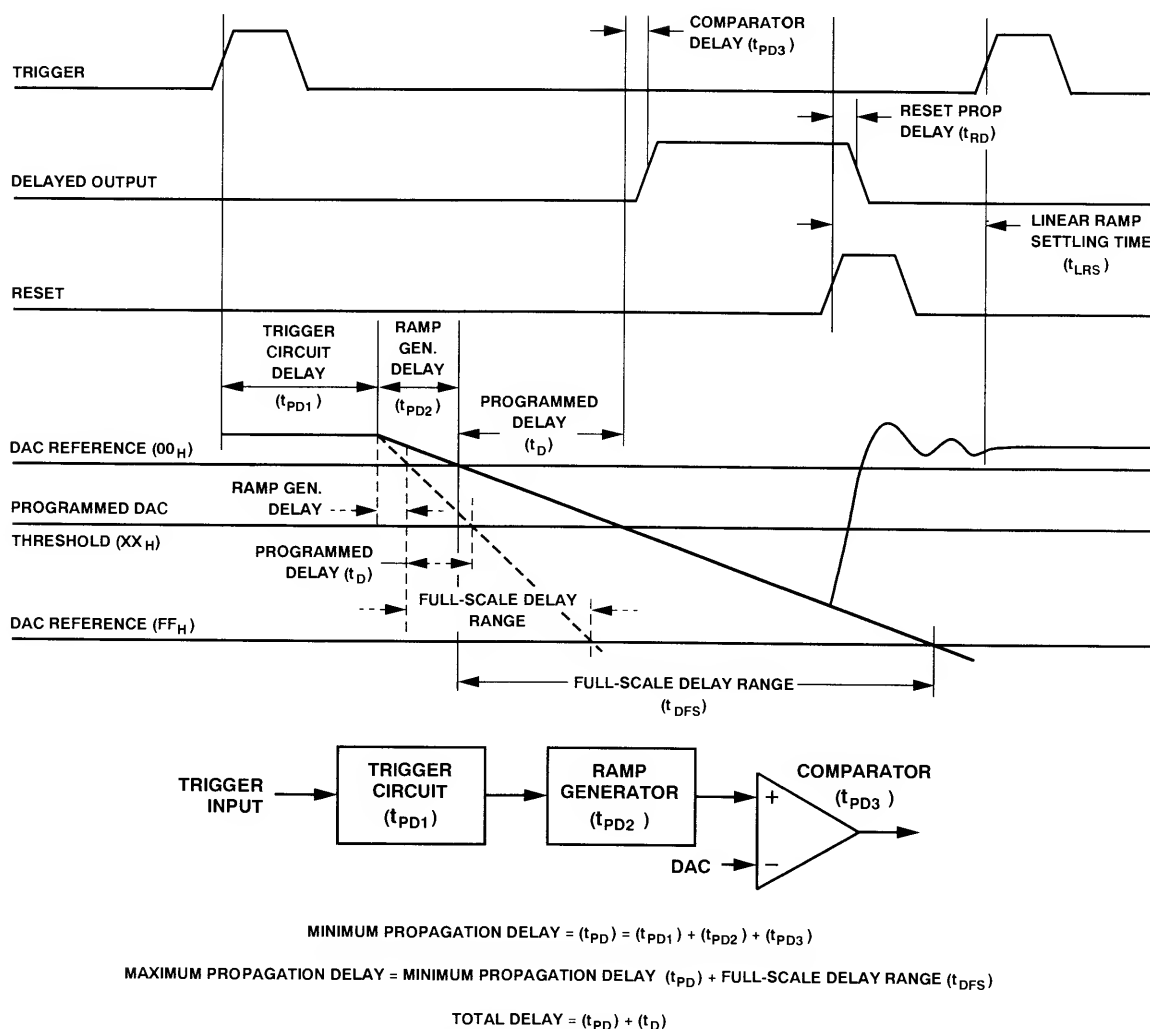 COMPARATOR
DELAY (tPD3)
TRIGGER
RESET PROP
DELAY (tRD)
DELAYED OUTPUT
LINEAR RAMP
SETTLING TIME
(tLRS)
RESET
TRIGGER
CIRCUIT
DELAY
(tPD1)
RAMP
GEN.
DELAY
(tPD2)
PROGRAMMED
DELAY
(tD)
DAC REFERENCE (00H)
RAMP GEN.
DELAY
PROGRAMMED DAC
THRESHOLD (XXH)
PROGRAMMED
DELAY (tD)
FULL-SCALE DELAY
RANGE
DAC REFERENCE (FFH)
FULL-SCALE DELAY RANGE
(tDFS)
TRIGGER
INPUT
TRIGGER
CIRCUIT
(tPD1)
RAMP
GENERATOR
(tPD2)
COMPARATOR
(tPD3)
+
DAC
−
MINIMUM PROPAGATION DELAY = (tPD) = (tPD1) + (tPD2) + (tPD3)
MAXIMUM PROPAGATION DELAY = MINIMUM PROPAGATION DELAY (tPD) + FULL-SCALE DELAY RANGE (tDFS)
TOTAL DELAY = (tPD) + (tD)